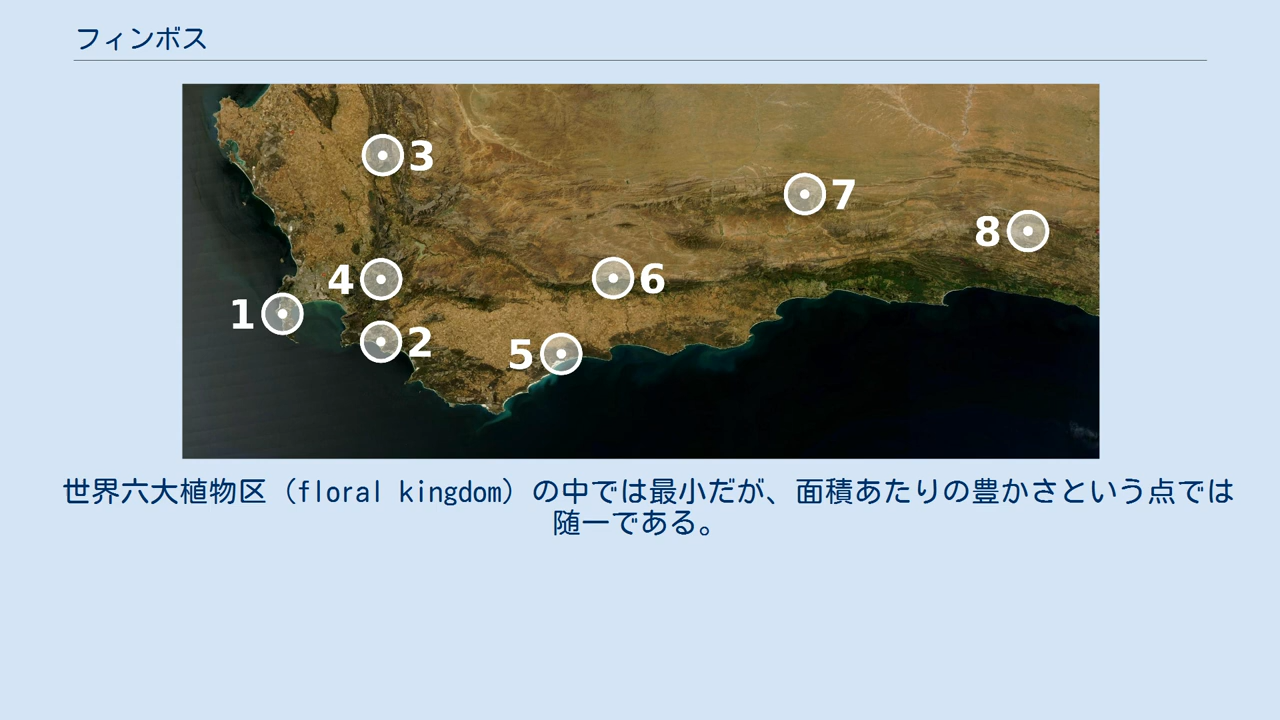 フィンボス
3
7
8
4
6
1
2
5
世界六大植物区（floral kingdom）の中では最小だが、面積あたりの豊かさという点では
随一である。